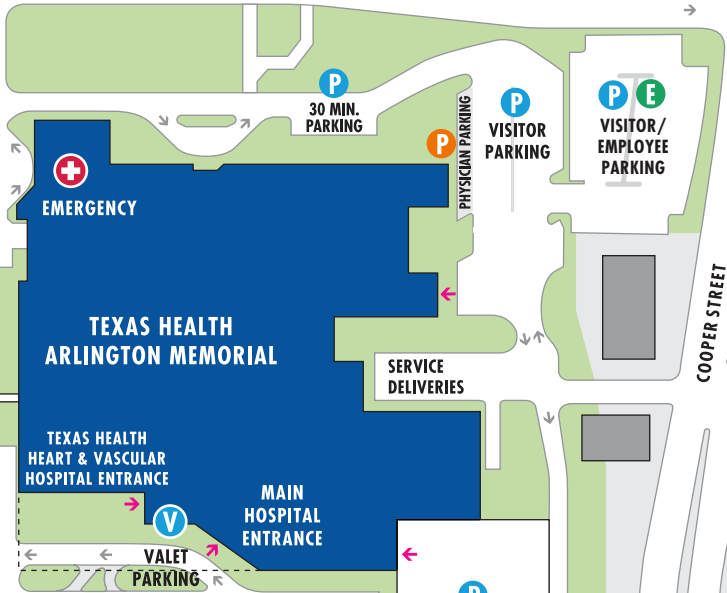 P
30 MIN.
PARKING
P
PHYSICIAN PARKING
P
VISITOR
PARKING
P E
VISITOR/
EMPLOYEE
PARKING
EMERGENCY
TEXAS HEALTH
ARLINGTON MEMORIAL
SERVICE
DELIVERIES
COOPER STREET
TEXAS HEALTH
HEART & VASCULAR
HOSPITAL ENTRANCE
V
VALET
PARKING
MAIN
HOSPITAL
ENTRANCE
P